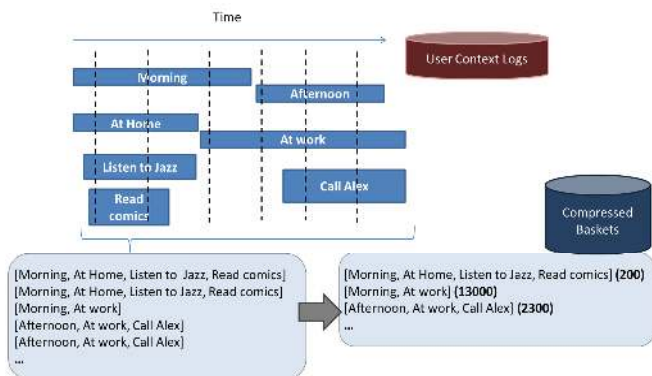 Time
User Context Logs
Morning
Afternoon
At Home
At work
Listen to Jazz
Call Alex
Read
comics
Compressed
Baskets
[Morning, At Home, Listen to Jazz, Read comics]
[Morning, At Home, Listen to Jazz, Read comics]
[Morning, At work]
[Afternoon, At work, Call Alex]
[Afternoon, At work, Call Alex]
...
[Morning, At Home, Listen to Jazz, Read comics] (200)
[Morning, At work] (13000)
[Afternoon, At work, Call Alex] (2300)
...